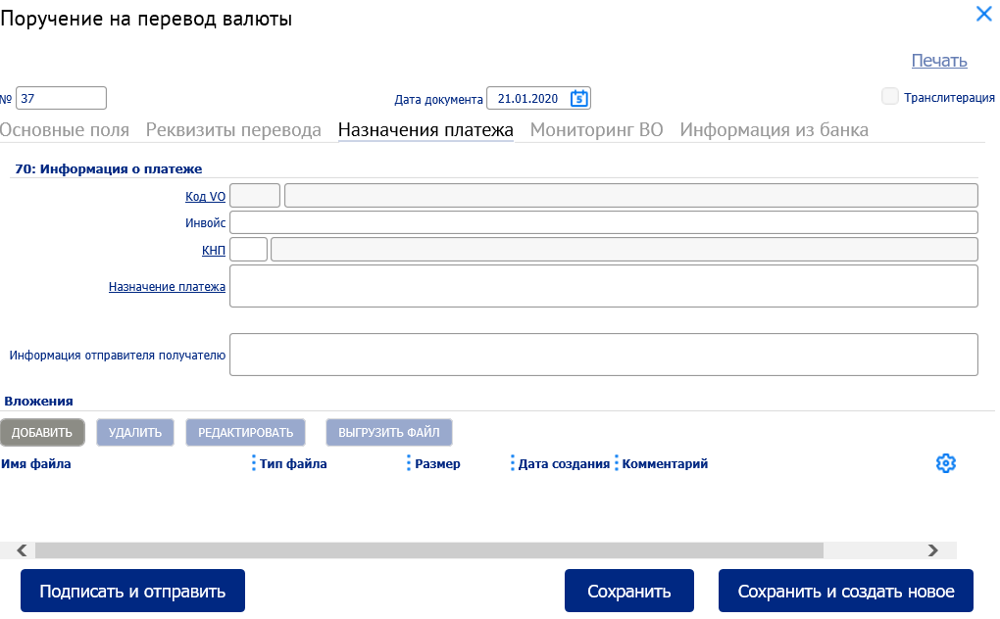 Поручение на перевод валюты
Печать
№ 37 Дата документа 21.01.2020 5 Транслитерация
Основные поля Реквизиты перевода Назначения платежа Мониторинг ВО Информация из банка
70: Информация о платеже
Код VO
Инвойс
КНП
Назначение платежа
Информация отправителя получателю
Вложения
ДОБАВИТЬ УДАЛИТЬ РЕДАКТИРОВАТЬ ВЫГРУЗИТЬ ФАЙЛ
Имя файла Тип файла Размер Дата создания Комментарий
Подписать и отправить Сохранить Сохранить и создать новое